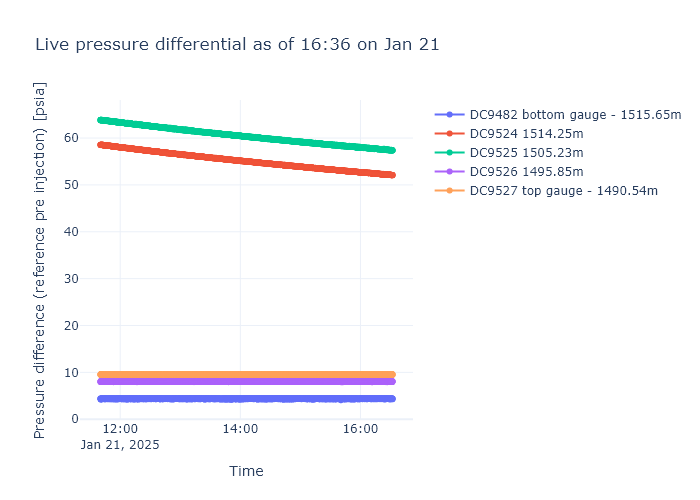 Live pressure differential as of 16:36 on Jan 21
Pressure difference (reference pre injection) [psia]
60
50
40
30
20
10
0
12:00
Jan 21, 2025
14:00
16:00
Time
DC9482 bottom gauge - 1515.65m
DC9524 1514.25m
DC9525 1505.23m
DC9526 1495.85m
DC9527 top gauge - 1490.54m